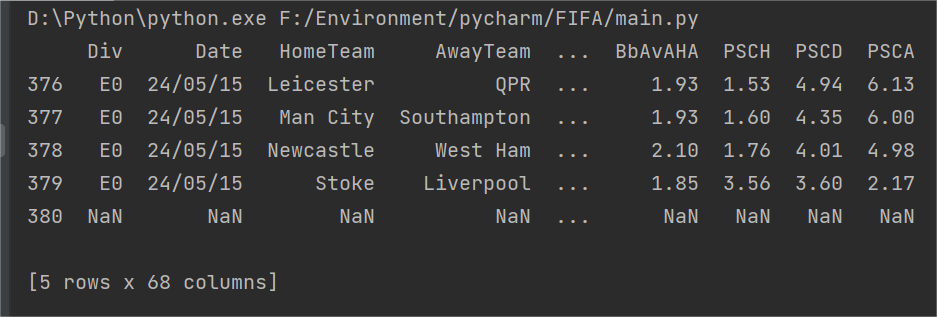 D:\Python\python.exe F:/Environment/pycharm/FIFA/main.py
Div Date HomeTeam AwayTeam ... BbAvAHA PSCH PSCD PSCA
376 E0 24/05/15 Leicester QPR ... 1.93 1.53 4.94 6.13
377 E0 24/05/15 Man City Southampton ... 1.93 1.60 4.35 6.00
378 E0 24/05/15 Newcastle West Ham ... 2.10 1.76 4.01 4.98
379 E0 24/05/15 Stoke Liverpool ... 1.85 3.56 3.60 2.17
380 NaN NaN NaN NaN ... NaN NaN NaN NaN
[5 rows x 68 columns]